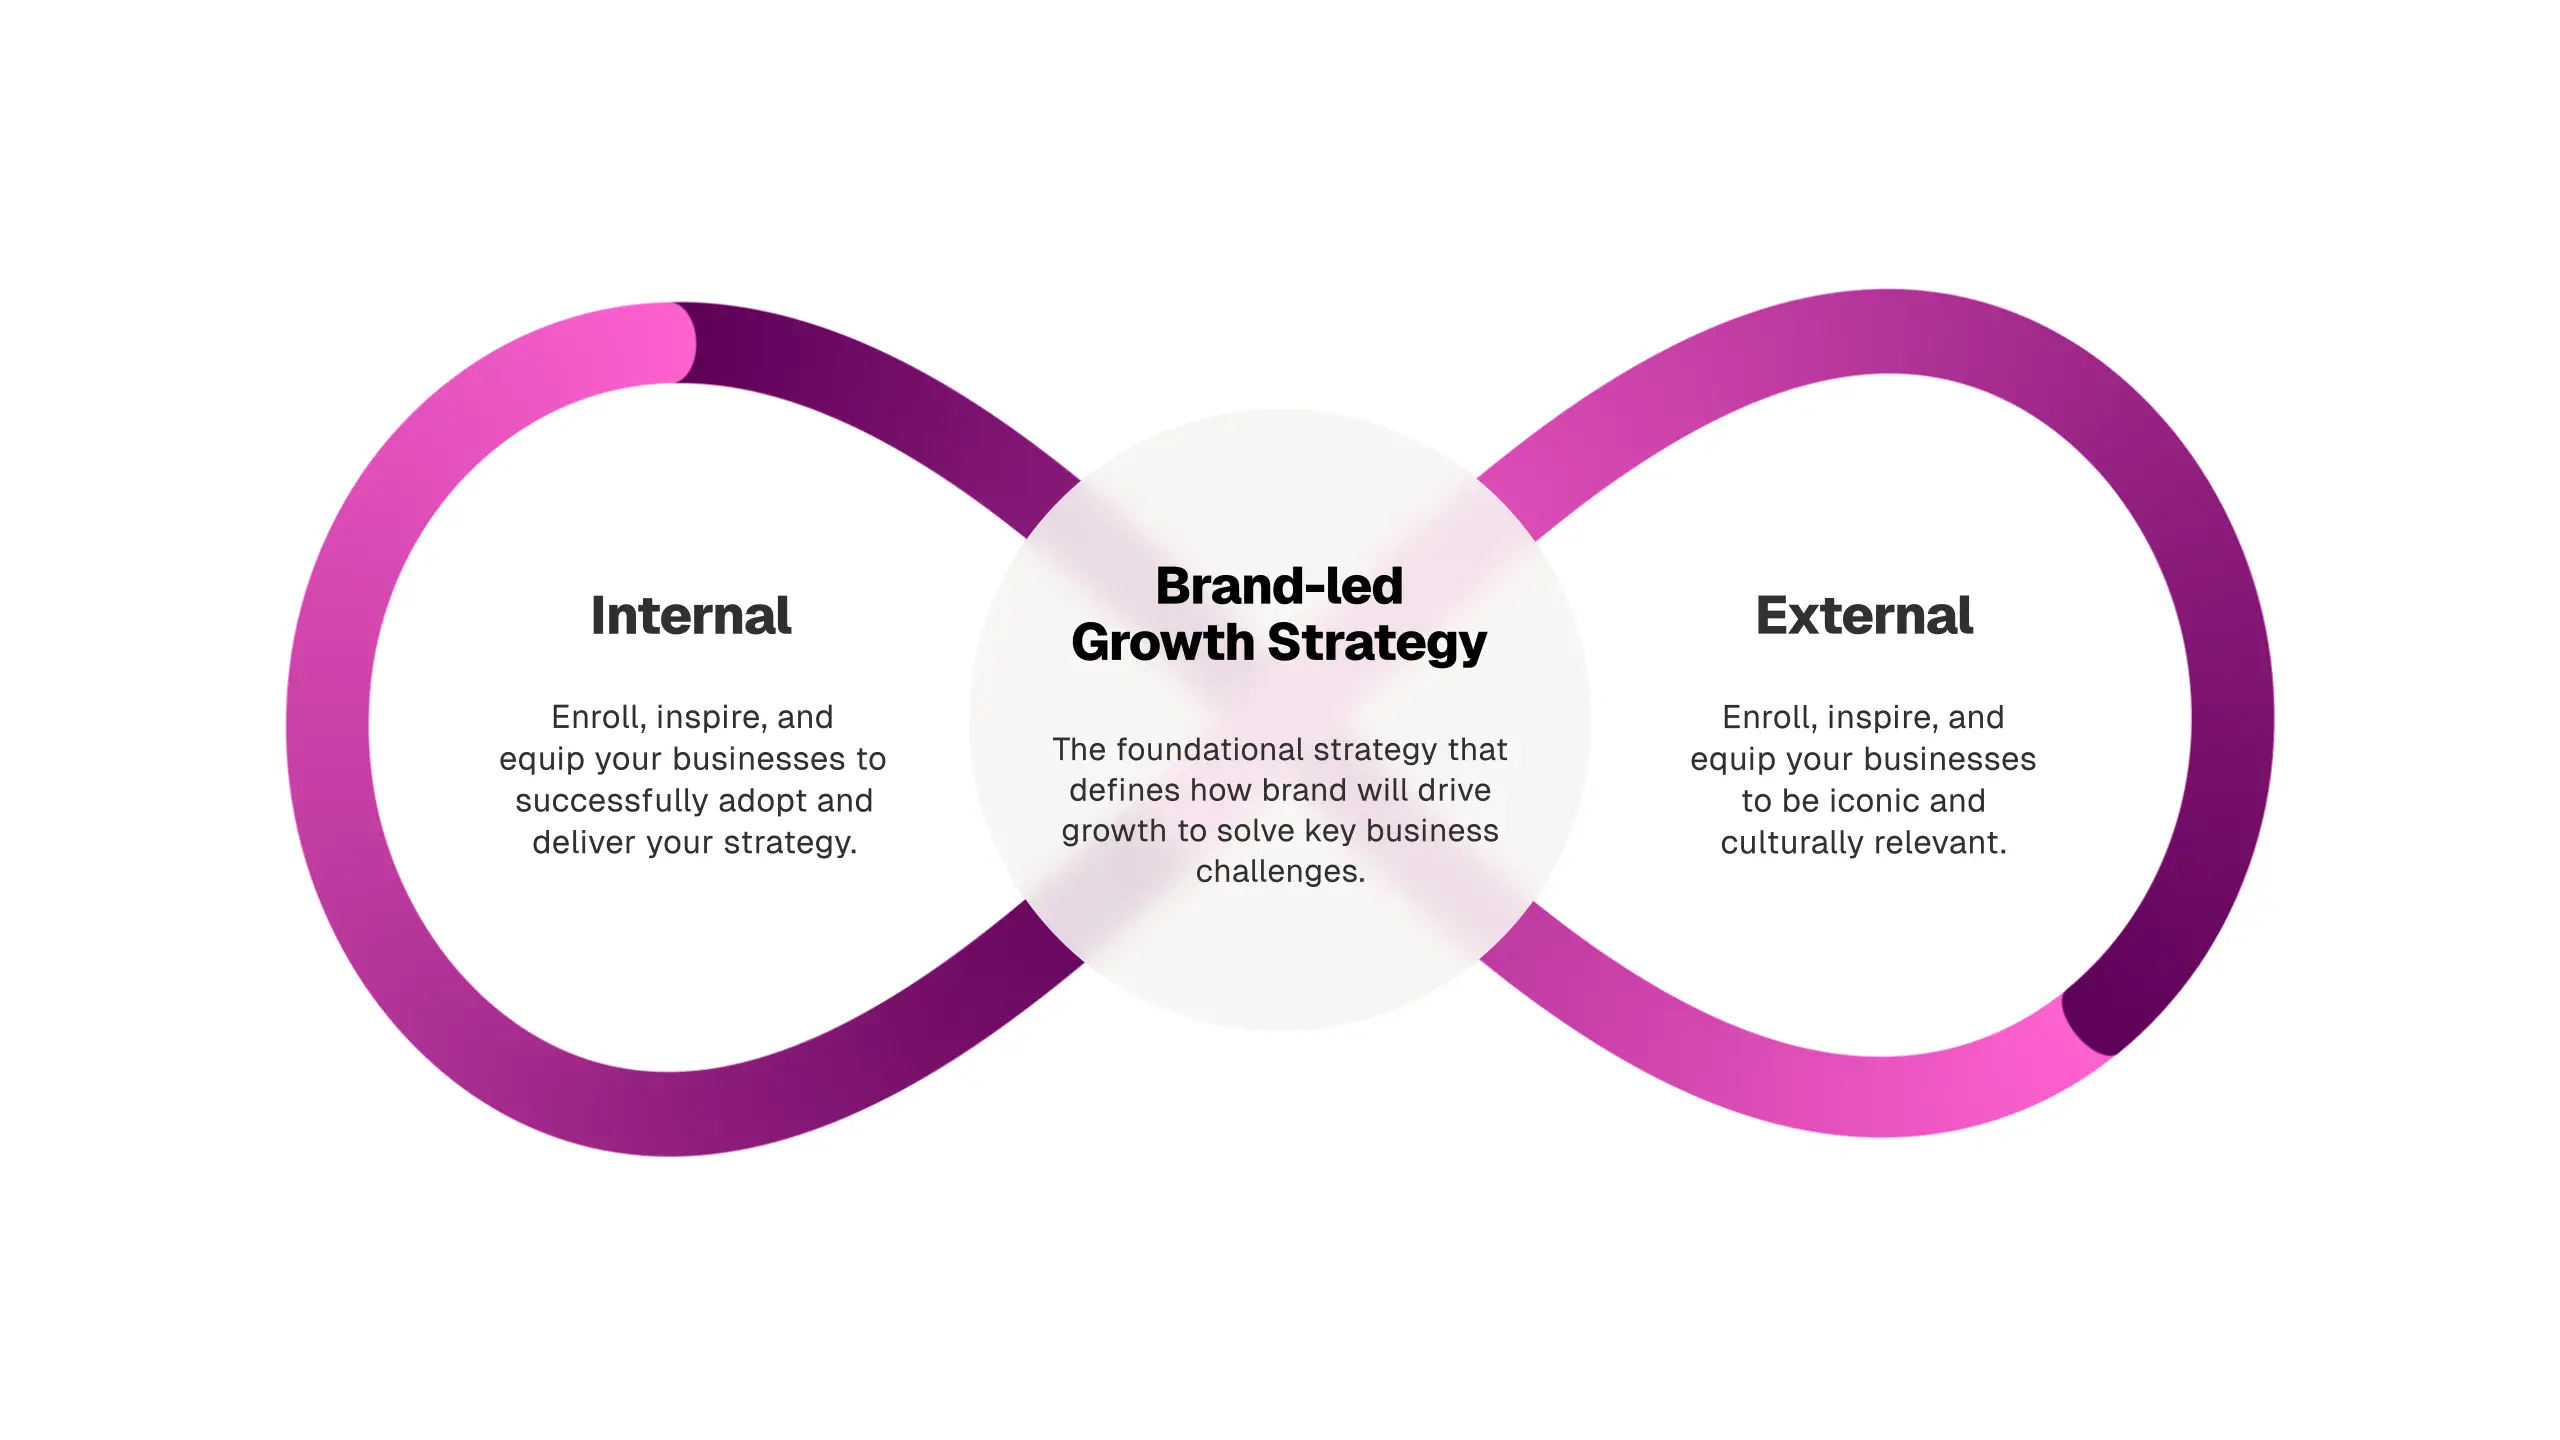 Internal
Enroll, inspire, and
equip your businesses to
successfully adopt and
deliver your strategy.
Brand-led
Growth Strategy
The foundational strategy that
defines how brand will drive
growth to solve key business
challenges.
External
Enroll, inspire, and
equip your businesses
to be iconic and
culturally relevant.